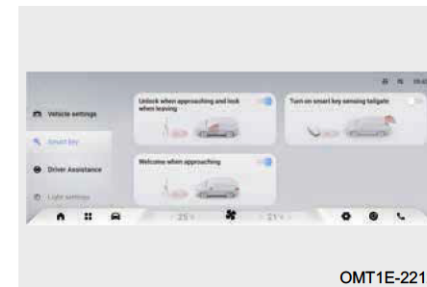 Unlock when approaching and lock
when leaving
Turn on smart key sensing tailgate
Vehicle settings
Smart key
Welcome when approaching
Driver Assistance
Light settings
25
21
OMT1E-221